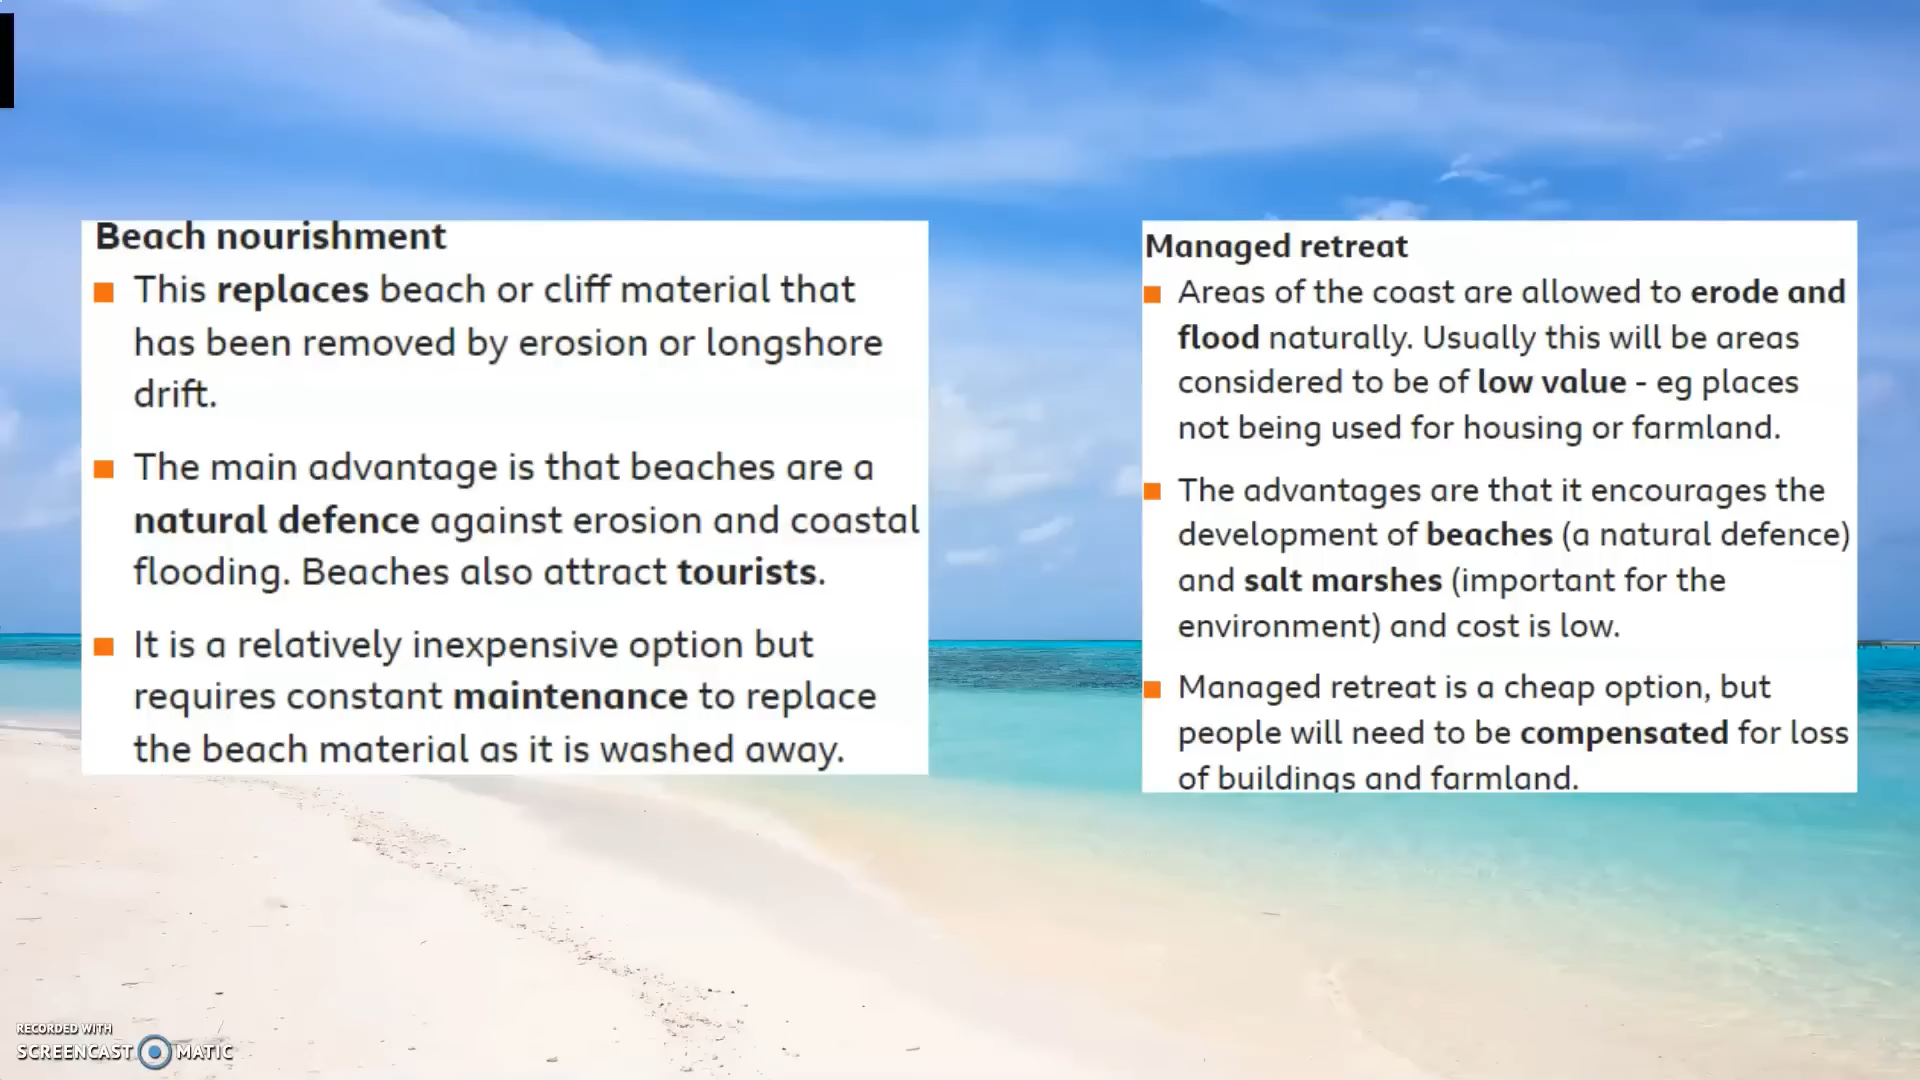 Beach nourishment
This replaces beach or cliff material that
has been removed by erosion or longshore
drift.
The main advantage is that beaches are a
natural defence against erosion and coastal
flooding. Beaches also attract tourists.
It is a relatively inexpensive option but
requires constant maintenance to replace
the beach material as it is washed away.
Managed retreat
Areas of the coast are allowed to erode and
flood naturally. Usually this will be areas
considered to be of low value - eg places
not being used for housing or farmland.
The advantages are that it encourages the
development of beaches (a natural defence)
and salt marshes (important for the
environment) and cost is low.
Managed retreat is a cheap option, but
people will need to be compensated for loss
of buildings and farmland.
RECORDED WITH
SCREENCAST MATIC